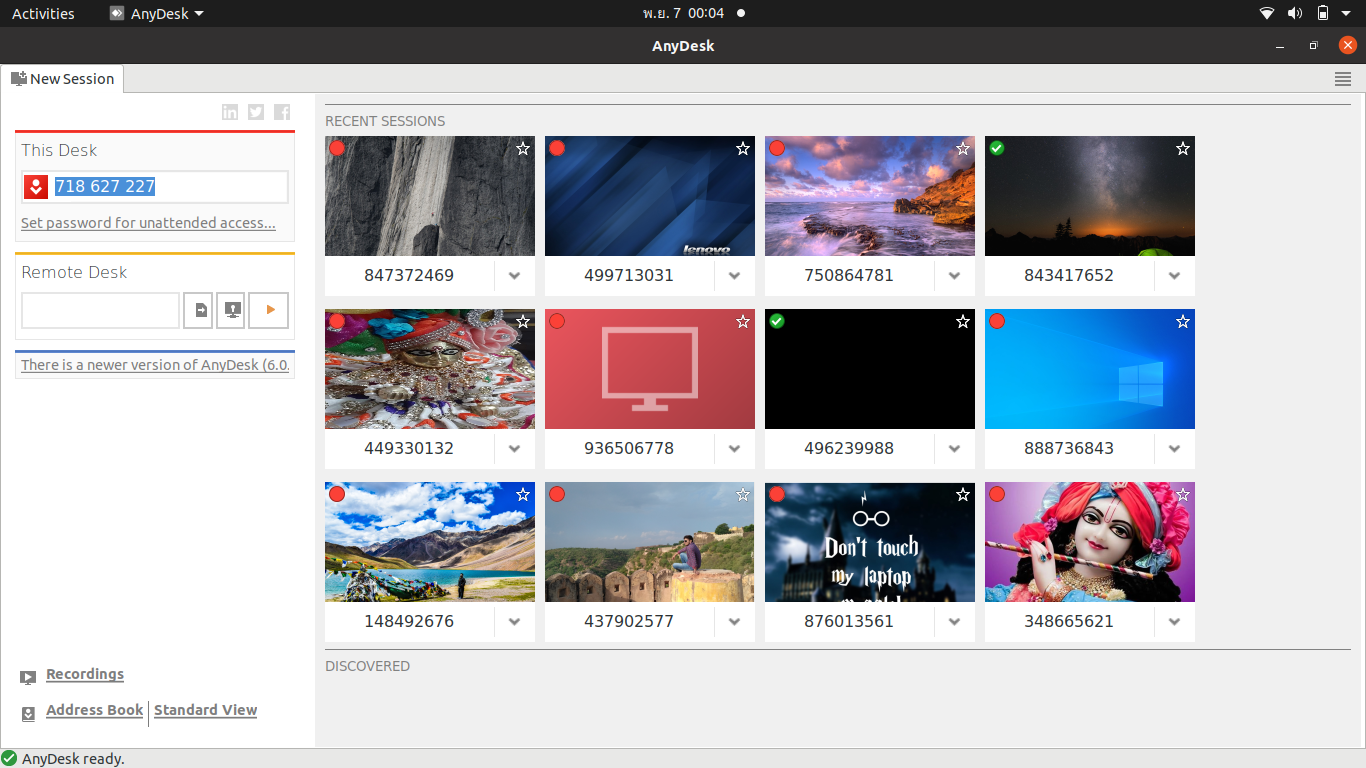 Activities
AnyDesk
พ.ย. 7 00:04
AnyDesk
New Session
This Desk
718 627 227
Set password for unattended access...
Remote Desk
There is a newer version of AnyDesk (6.0.
Recordings
Address Book
Standard View
RECENT SESSIONS
lenovo
847372469
499713031
750864781
843417652
449330132
936506778
496239988
888736843
Don't touch
my laptop
148492676
437902577
876013561
348665621
DISCOVERED
AnyDesk ready.